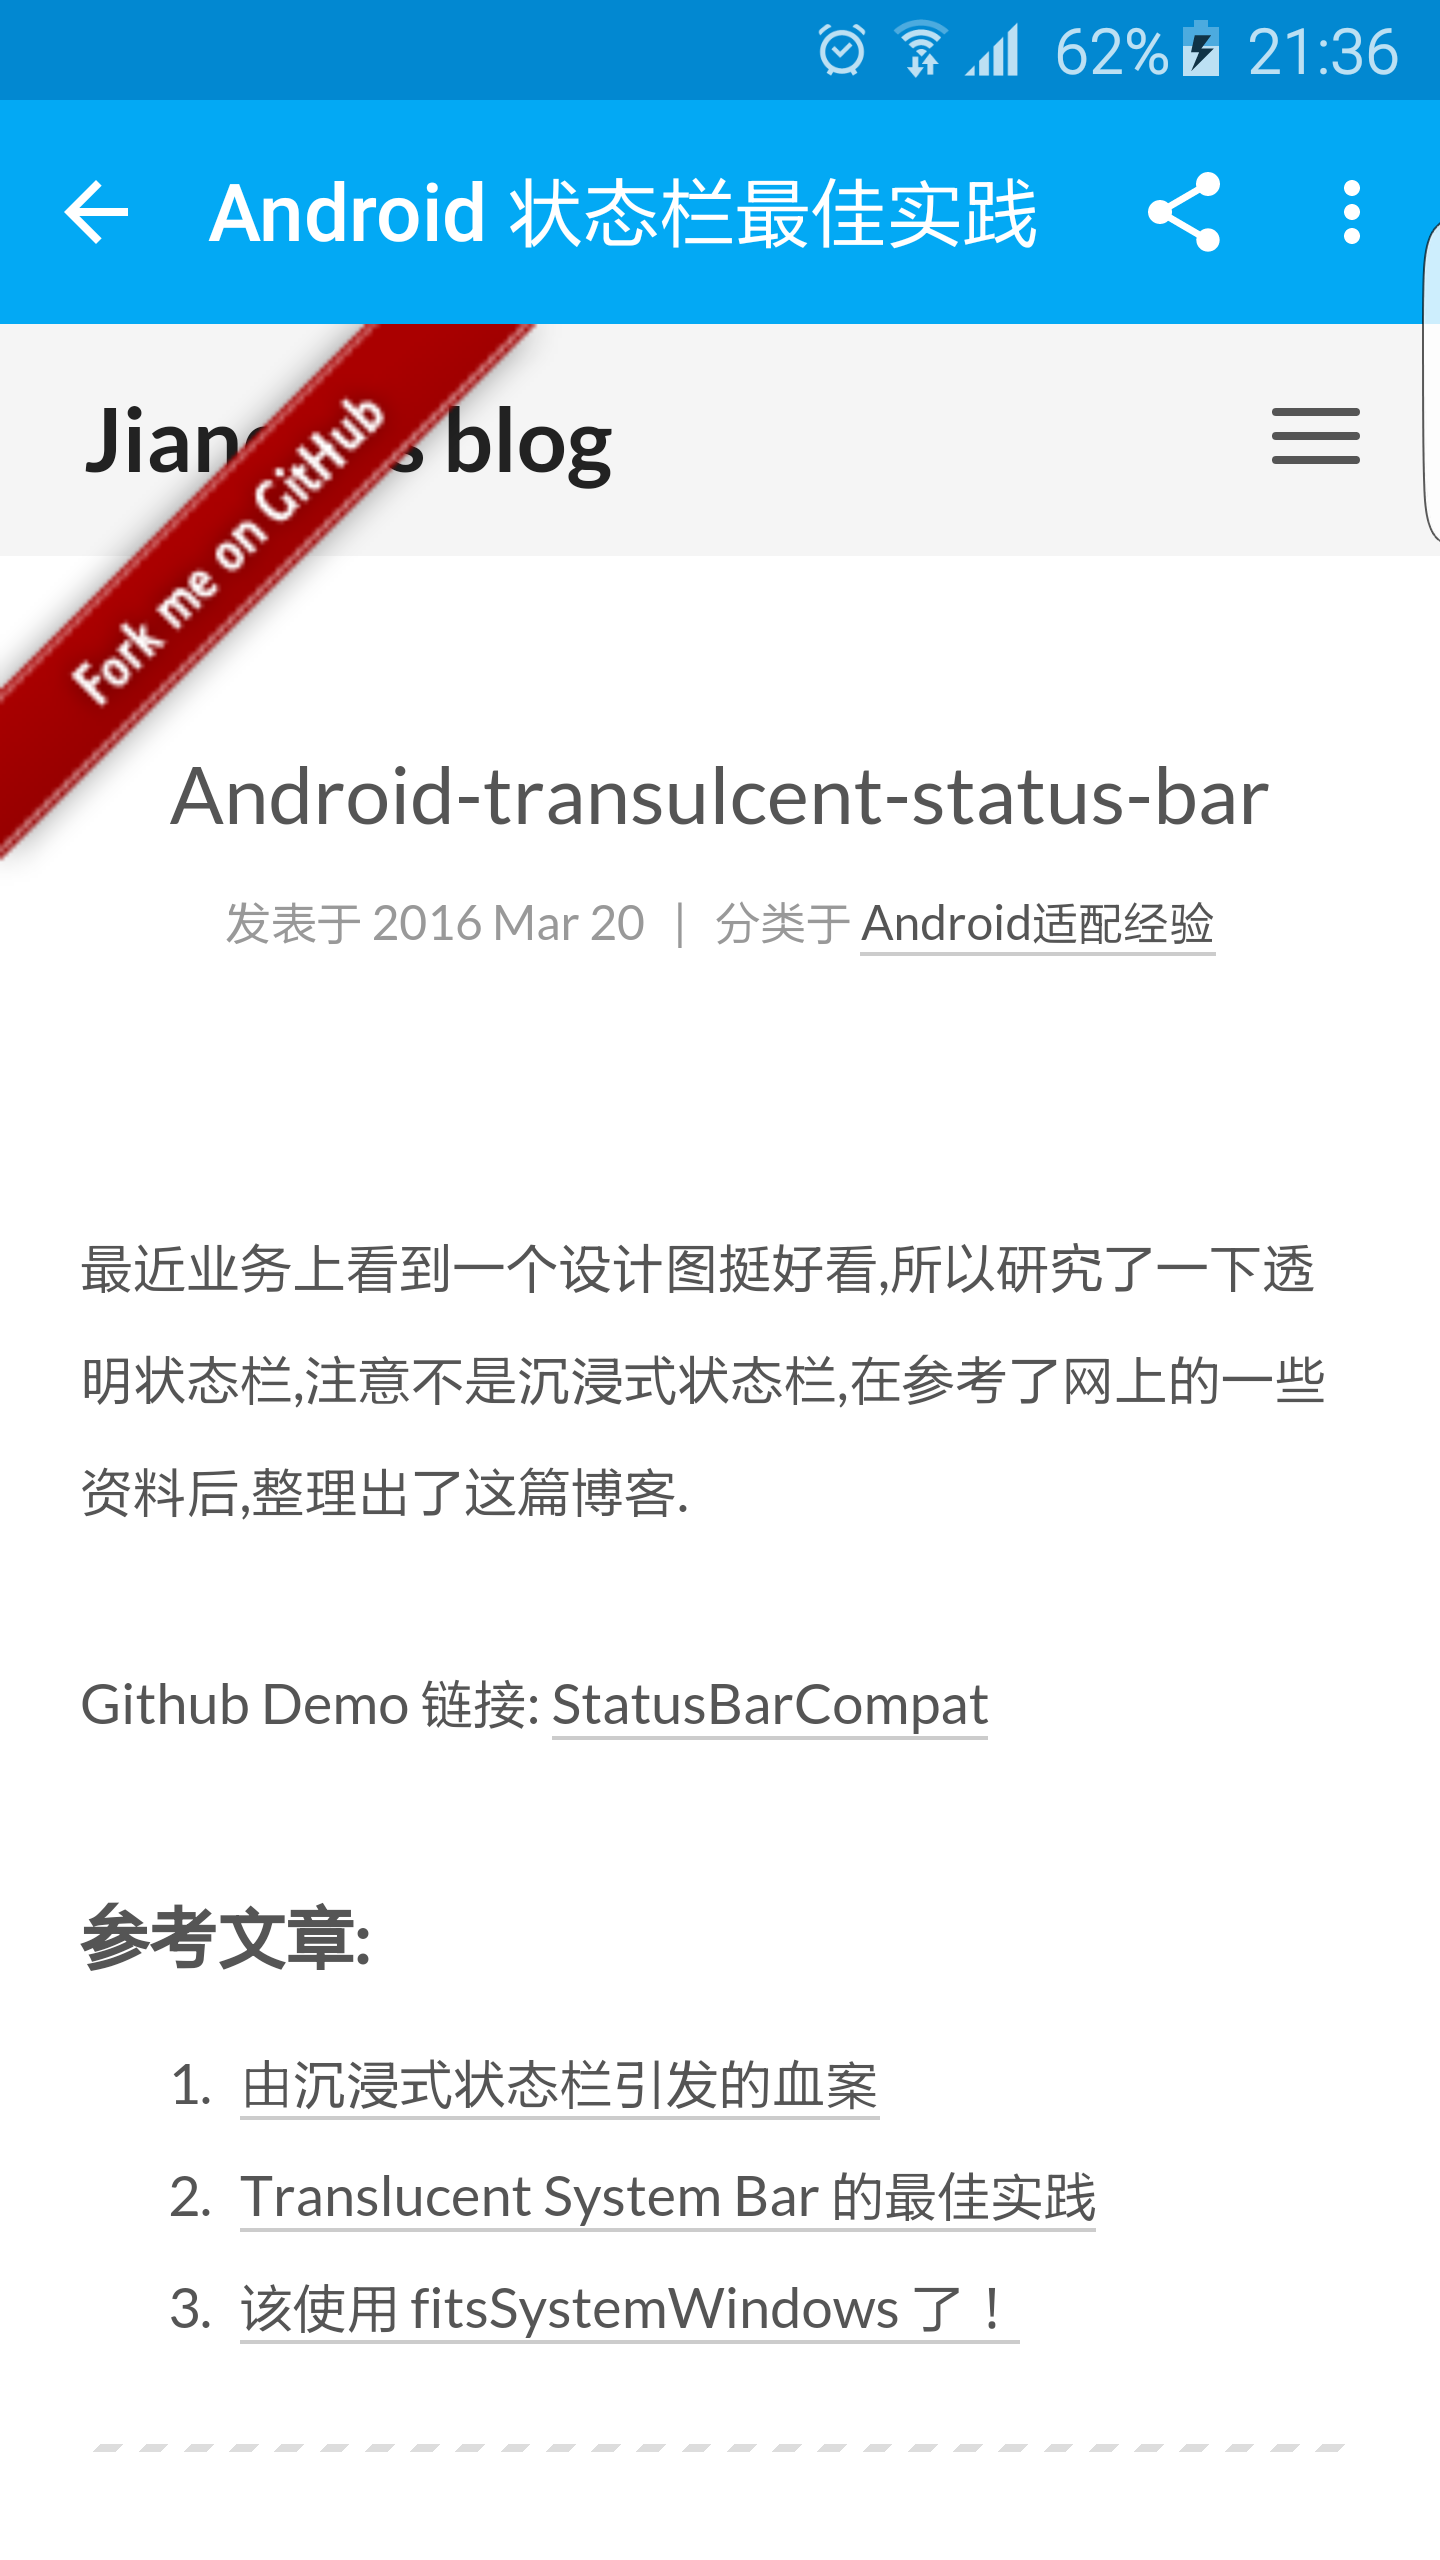 62% 21:36
Android 状态栏最佳实践
blog
Fork me on GitHub
Android-transulcent-status-bar
发表于 2016 Mar 20 | 分类于 Android适配经验
最近业务上看到一个设计图挺好看,所以研究了一下透
明状态栏,注意不是沉浸式状态栏,在参考了网上的一些
资料后,整理出了这篇博客.
Github Demo 链接: StatusBarCompat
参考文章:
1. 由沉浸式状态栏引发的血案
2. Translucent System Bar 的最佳实践
3. 该使用 fitsSystemWindows 了！